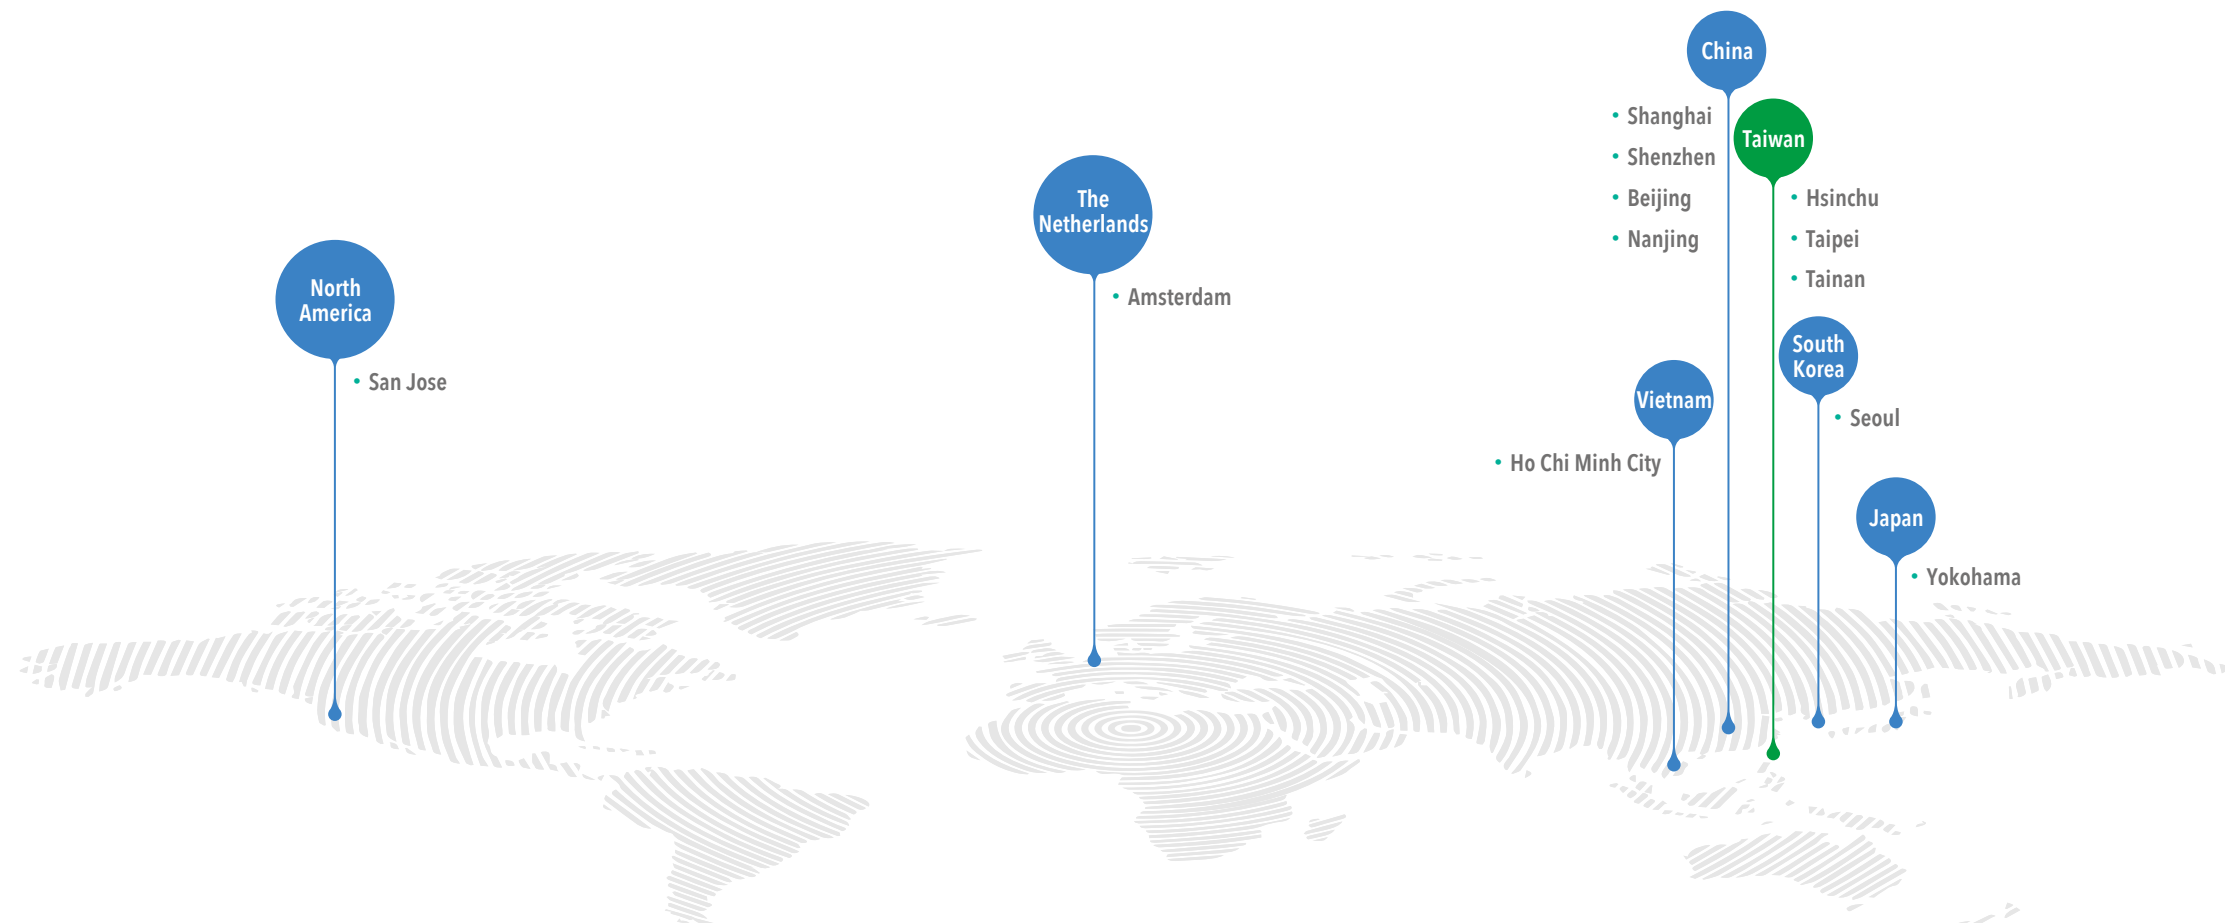 North
America
• San Jose
The
Netherlands
• Amsterdam
China
• Shanghai
• Shenzhen
• Beijing
• Nanjing
Taiwan
• Hsinchu
• Taipei
• Tainan
Vietnam
• Ho Chi Minh City
South
Korea
• Seoul
Japan
• Yokohama